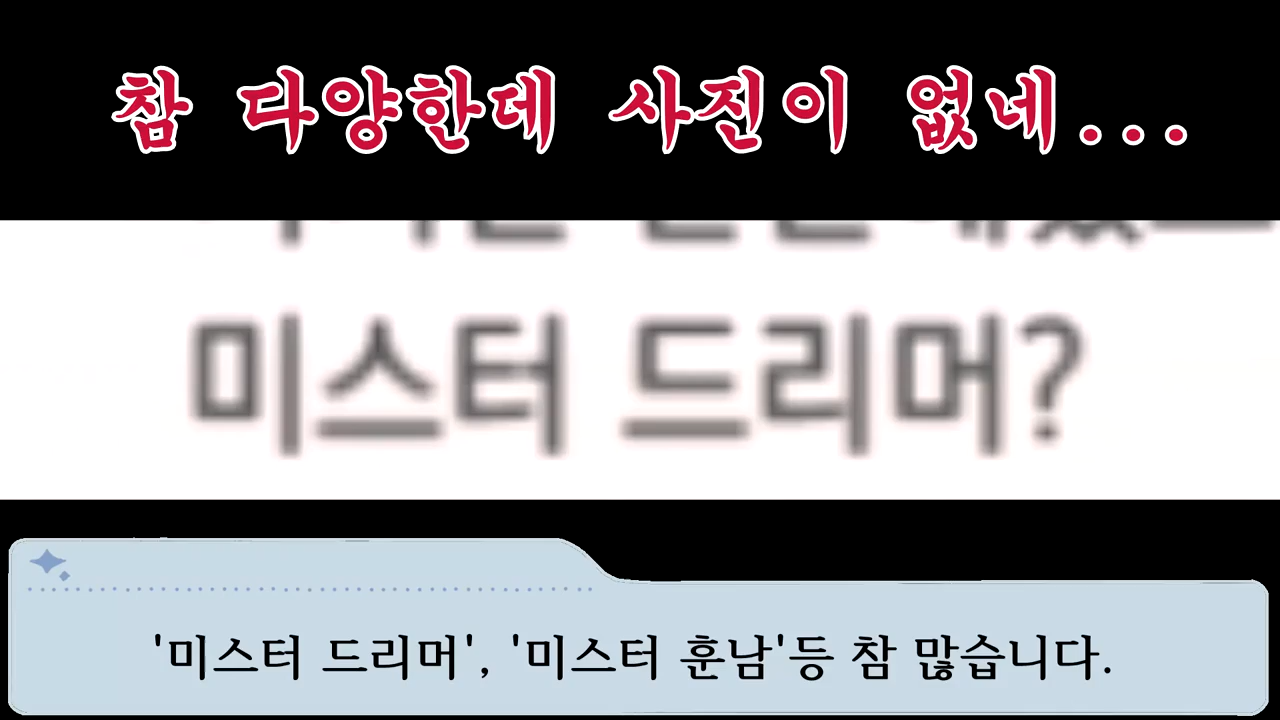 참 다양한데 사진이 없네...
미스터 드리머?
'미스터 드리머', '미스터 훈남'등 참 많습니다.